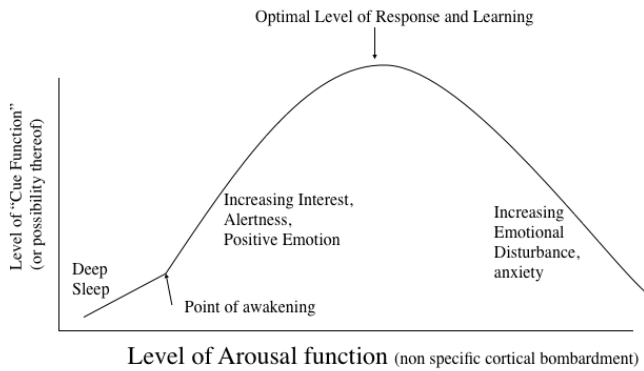 Optimal Level of Response and Learning
Level of “Cue Function”
(or possibility thereof)
Increasing Interest,
Alertness,
Positive Emotion
Increasing
Emotional
Disturbance,
anxiety
Deep
Sleep
Point of awakening
Level of Arousal function (non specific cortical bombardment)